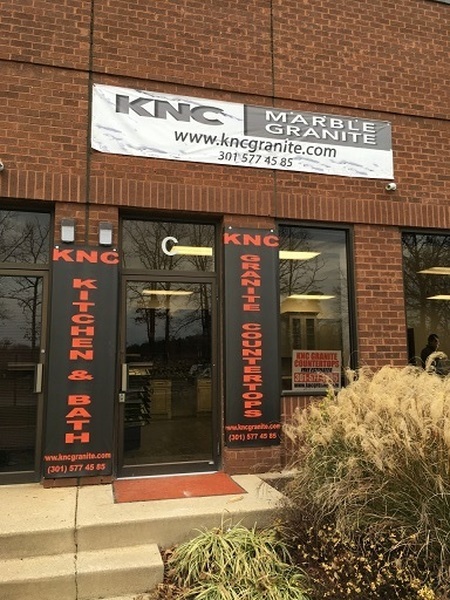 KNC
MARBLE
GRANITE
www.kncgranite.com
301 577 45 85
C
KNC
KITCHEN & BATH
www.kncgranite.com
(301) 577 45 85
KNC
GRANITE COUNTERTOPS
www.kncgranite.com
(301) 577 45 85
KNC GRANITE
COUNTERTOPS